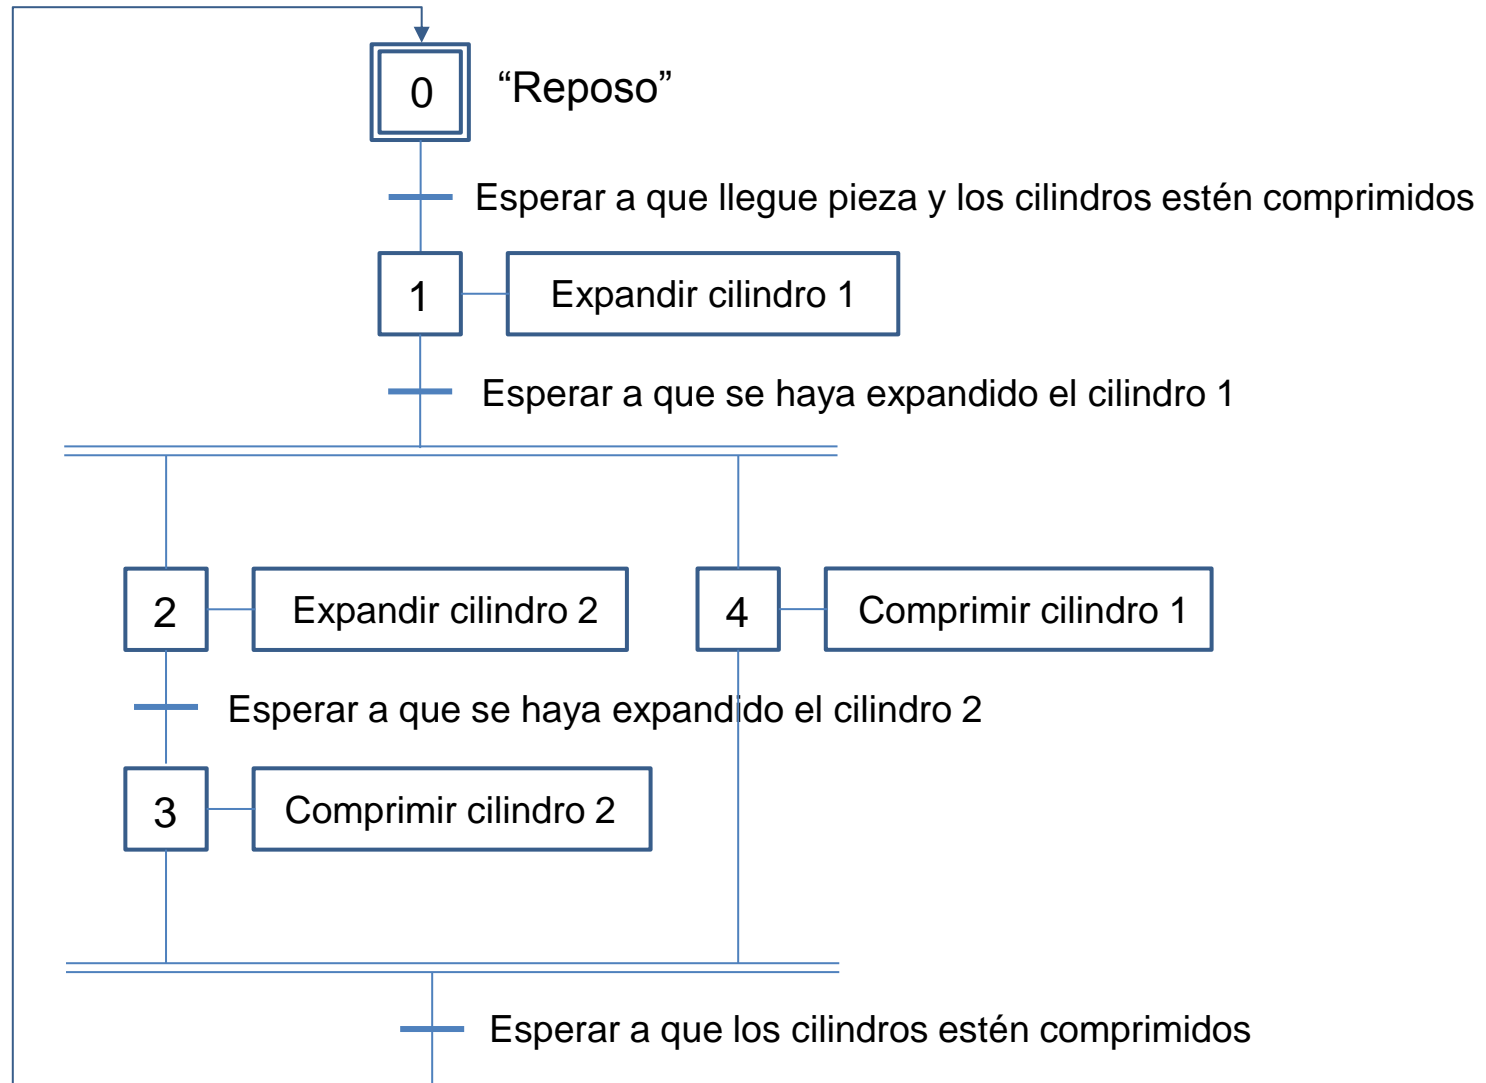 0
“Reposo”
Esperar a que llegue pieza y los cilindros estén comprimidos
1
Expandir cilindro 1
Esperar a que se haya expandido el cilindro 1
2
Expandir cilindro 2
4
Comprimir cilindro 1
Esperar a que se haya expandido el cilindro 2
3
Comprimir cilindro 2
Esperar a que los cilindros estén comprimidos